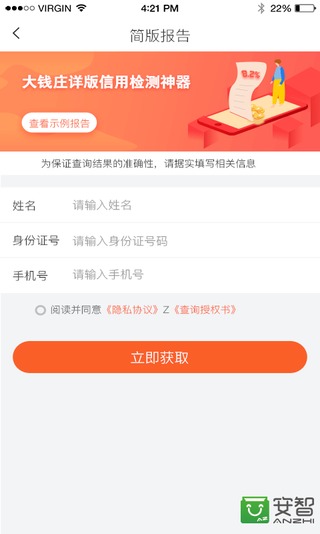 VIRGIN 4:21 PM 22%
简版报告
大钱庄详版信用检测神器
8.2%
查看示例报告
为保证查询结果的准确性，请据实填写相关信息
姓名 请输入姓名
身份证号 请输入身份证号码
手机号 请输入手机号
阅读并同意《隐私协议》Z《查询授权书》
立即获取
AZ 安智
ANZHI